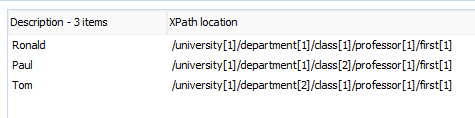 Description - 3 items XPath location
Ronald /university[1]/department[1]/class[1]/professor[1]/first[1]
Paul /university[1]/department[1]/class[2]/professor[1]/first[1]
Tom /university[1]/department[2]/class[1]/professor[1]/first[1]